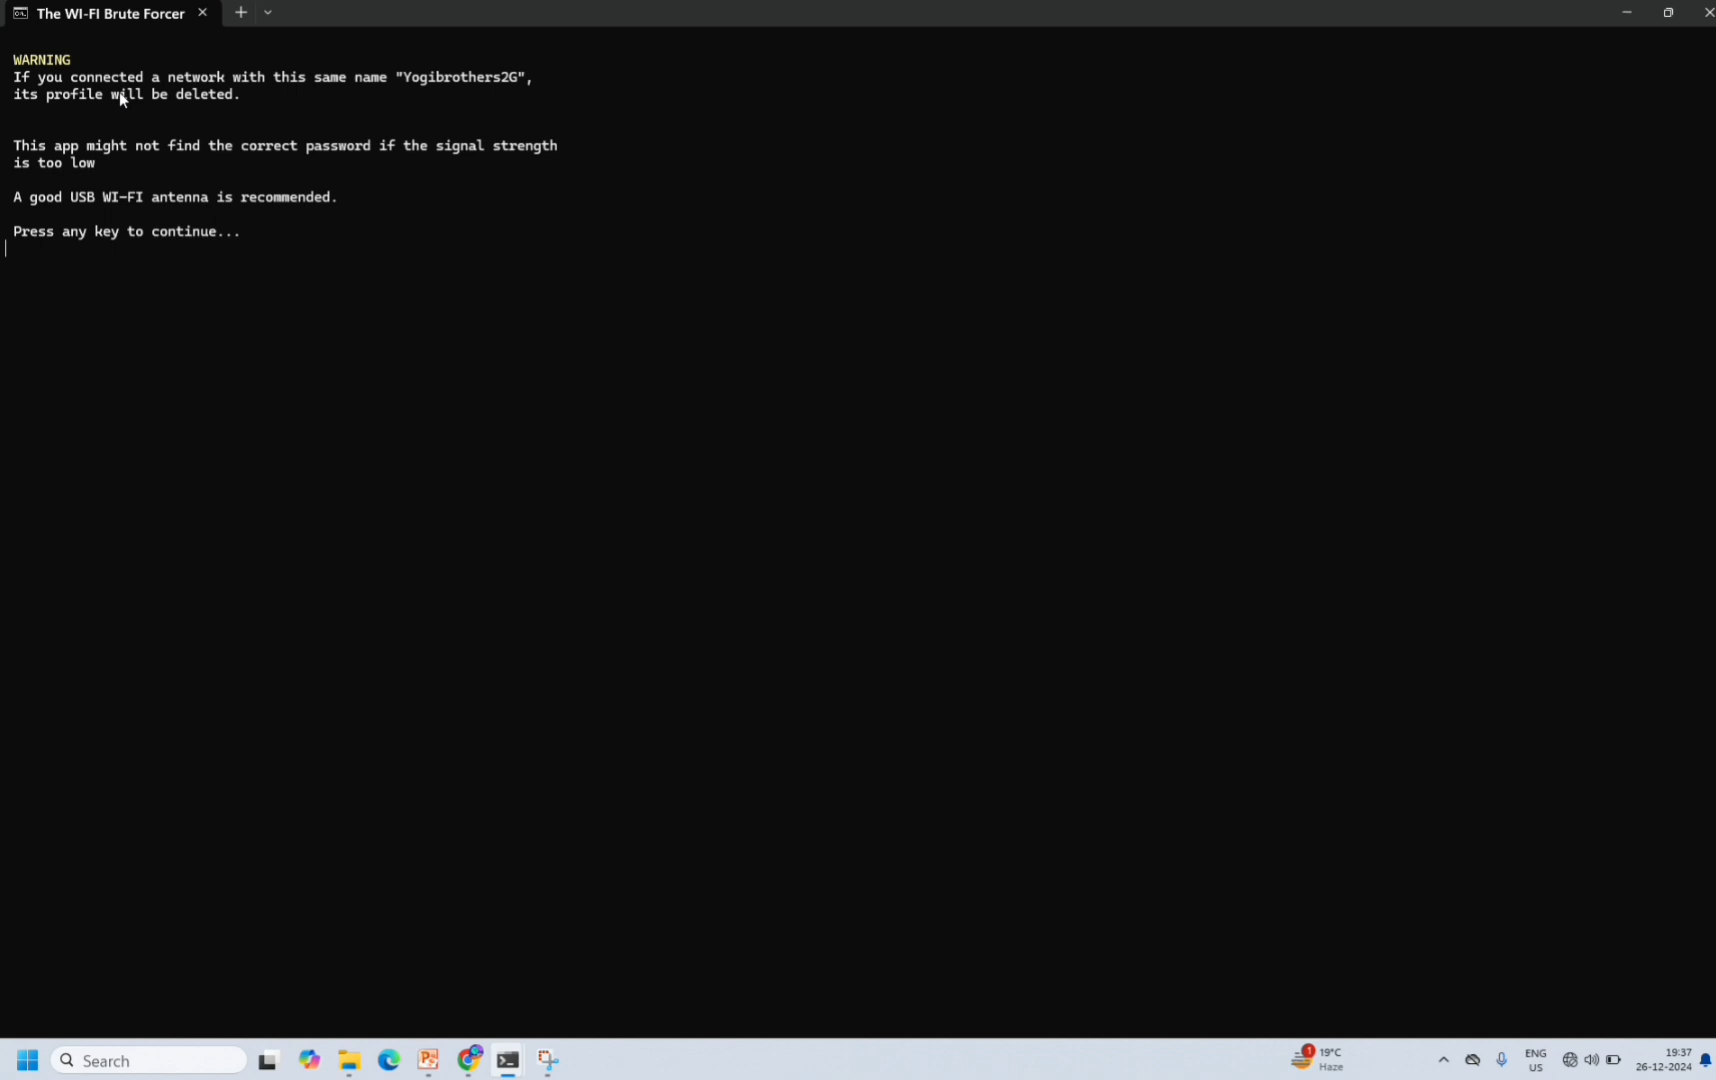 The WI-FI Brute Forcer
WARNING
If you connected a network with this same name "Yogibrothers2G",
its profile will be deleted.
This app might not find the correct password if the signal strength
is too low
A good USB WI-FI antenna is recommended.
Press any key to continue...
Search
1
19°C
Haze
ENG
US
19:37
26-12-2024